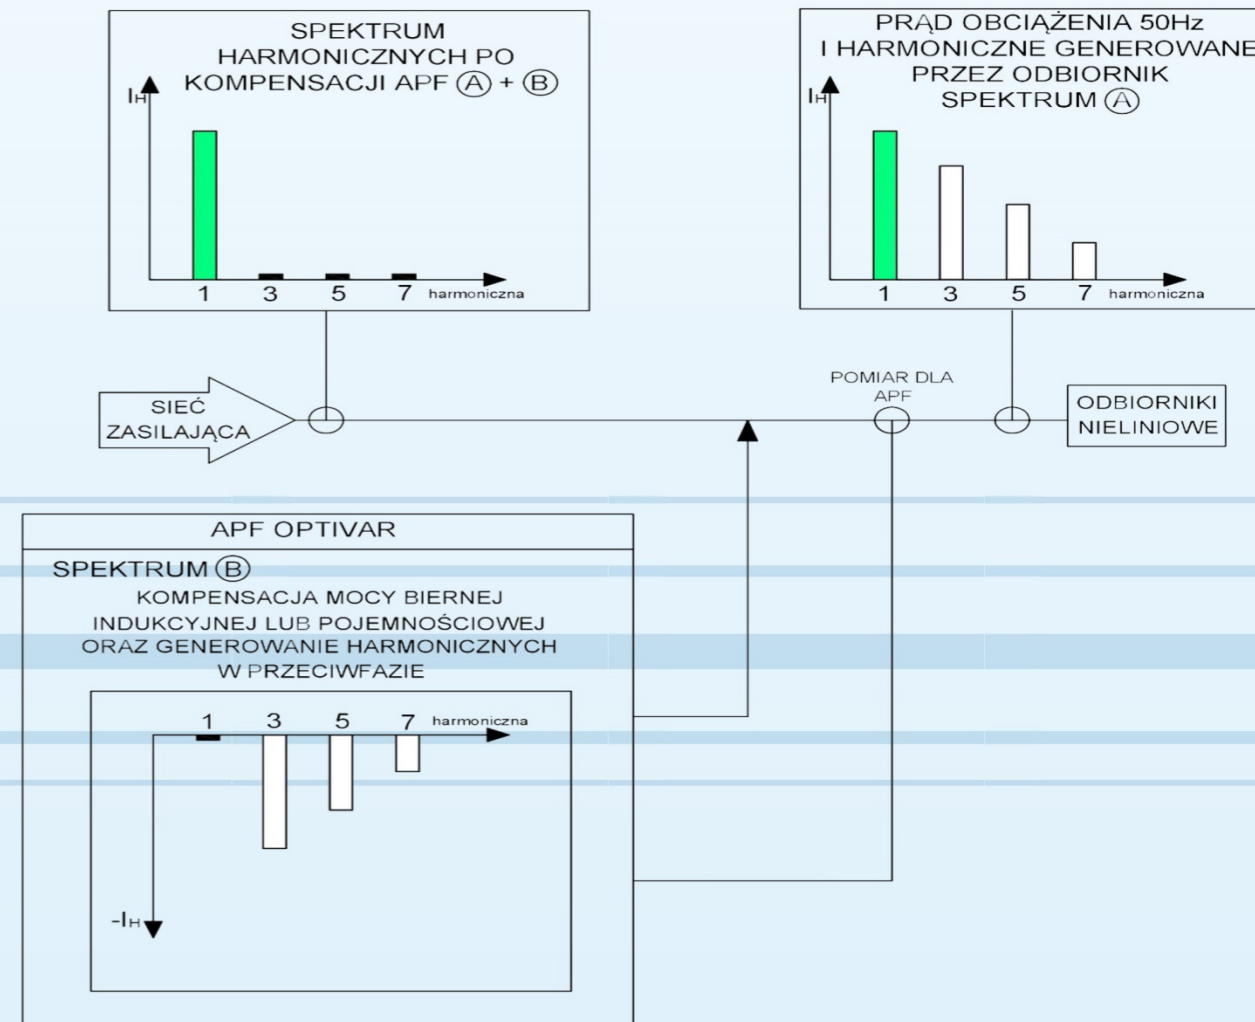 SPEKTRUM
HARMONICZNYCH PO
KOMPENSACJI APF Ⓐ + Ⓑ
IH
1 3 5 7 harmoniczna
PRĄD OBCIĄŻENIA 50Hz
I HARMONICZNE GENEROWANE
PRZEZ ODBIORNIK
SPEKTRUM Ⓐ
IH
1 3 5 7 harmoniczna
SIEĆ
ZASILAJĄCA
POMIAR DLA
APF
ODBIORNIKI
NIELINIOWE
APF OPTIVAR
SPEKTRUM Ⓑ
KOMPENSACJA MOCY BIERNEJ
INDUKCYJNEJ LUB POJEMNOŚCIOWEJ
ORAZ GENEROWANIE HARMONICZNYCH
W PRZECIWFAZIE
1 3 5 7 harmoniczna
-IH